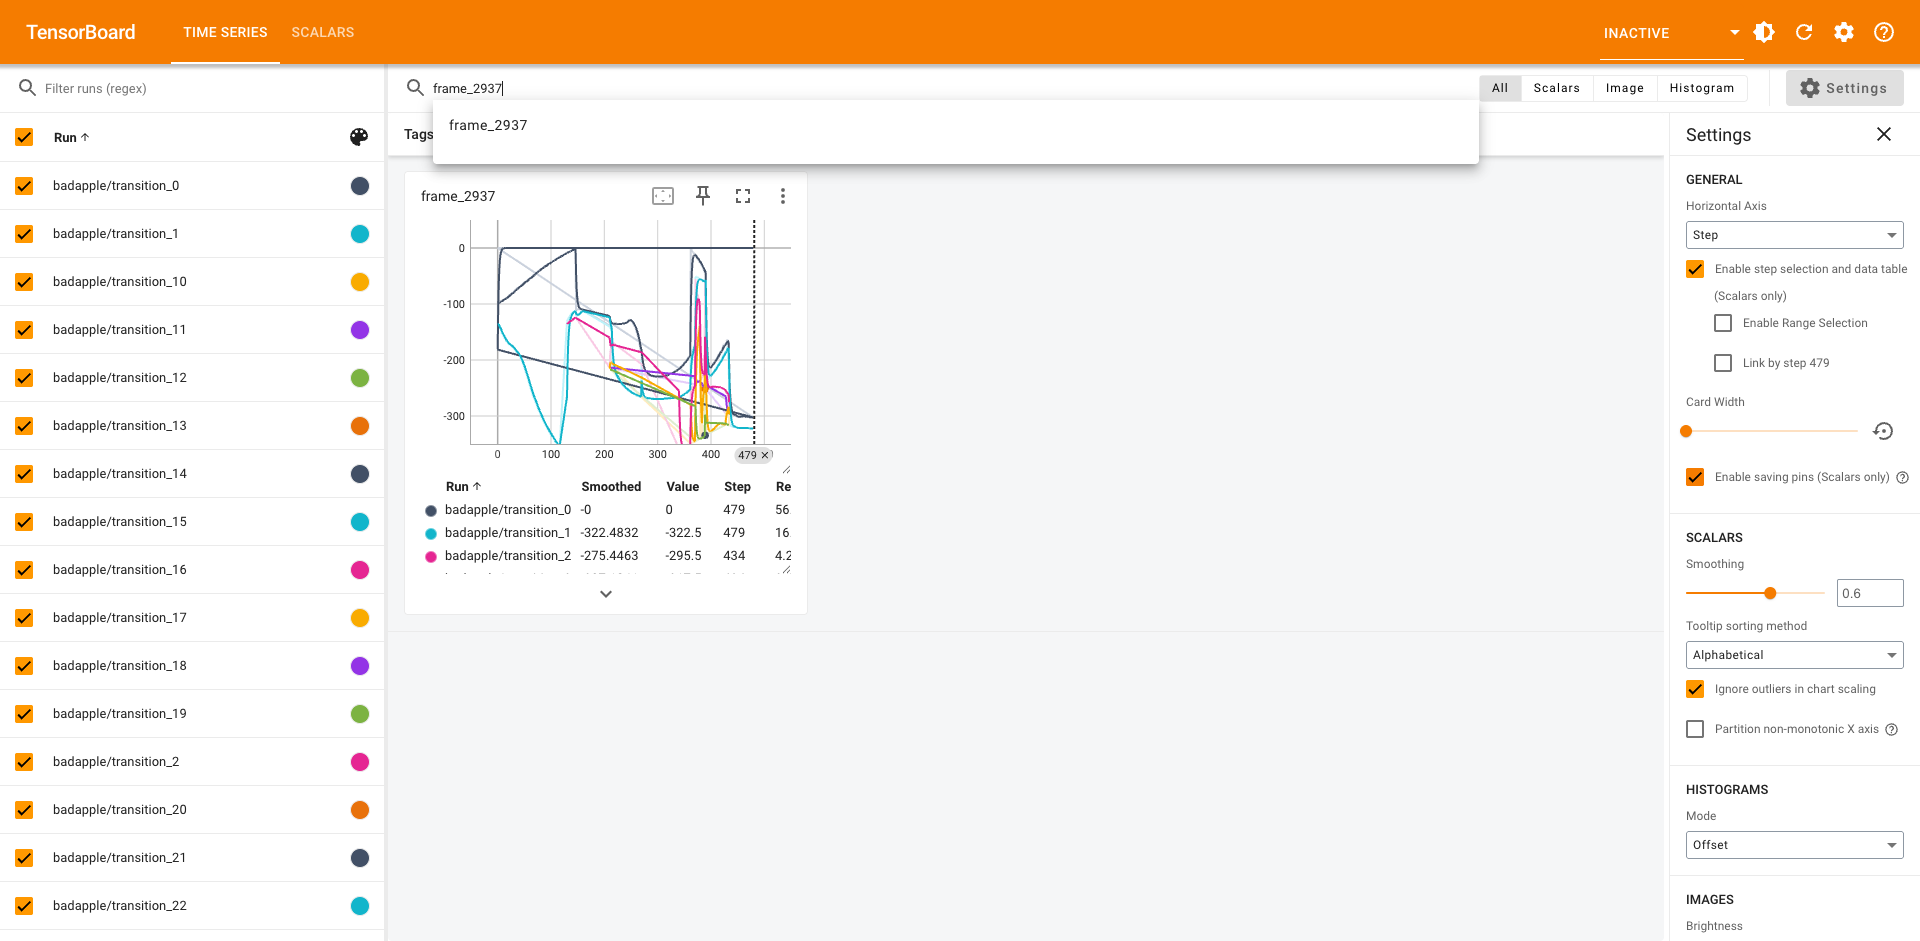 TensorBoard TIME SERIES SCALARS INACTIVE
Filter runs (regex)
frame_2937
All Scalars Image Histogram
Settings
frame_2937
Run
badapple/transition_0
badapple/transition_1
badapple/transition_10
badapple/transition_11
badapple/transition_12
badapple/transition_13
badapple/transition_14
badapple/transition_15
badapple/transition_16
badapple/transition_17
badapple/transition_18
badapple/transition_19
badapple/transition_2
badapple/transition_20
badapple/transition_21
badapple/transition_22
Tags
frame_2937
0
-100
-200
-300
0 100 200 300 400 479
Run Smoothed Value Step Re
badapple/transition_0 -0 0 479 56
badapple/transition_1 -322.4832 -322.5 479 16
badapple/transition_2 -275.4463 -295.5 434 4.2
Settings
GENERAL
Horizontal Axis
Step
Enable step selection and data table
(Scalars only)
Enable Range Selection
Link by step 479
Card Width
Enable saving pins (Scalars only)
SCALARS
Smoothing
0.6
Tooltip sorting method
Alphabetical
Ignore outliers in chart scaling
Partition non-monotonic X axis
HISTOGRAMS
Mode
Offset
IMAGES
Brightness